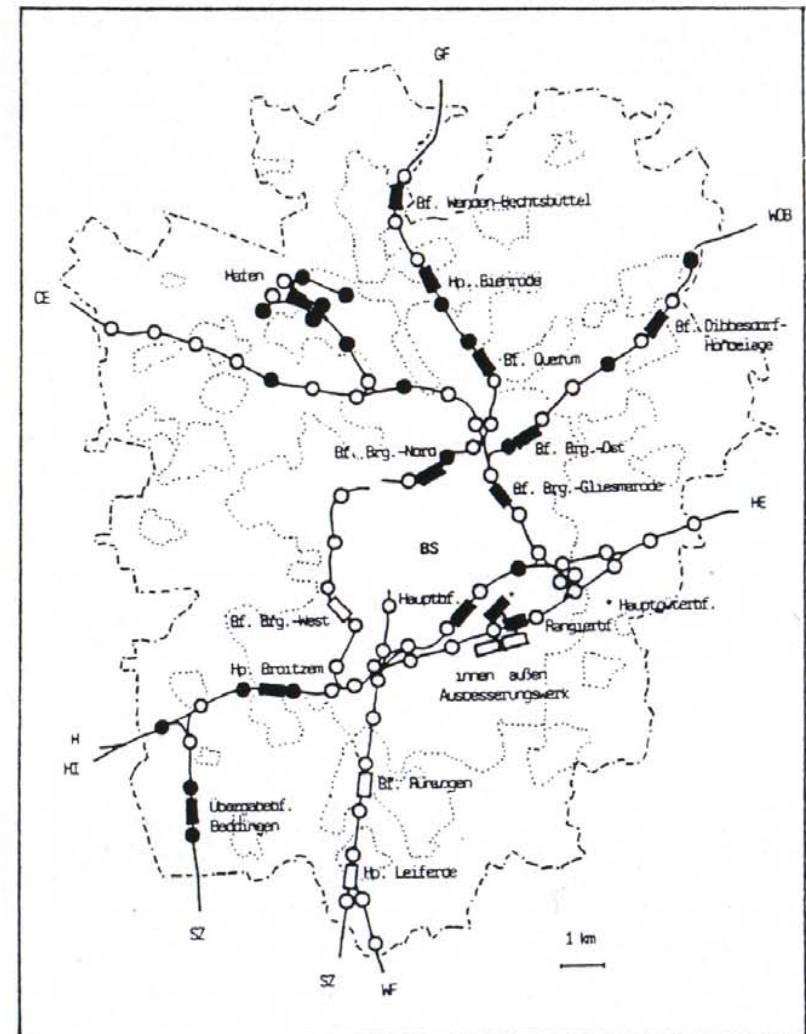 GF
Bf. Wenden-Bechtsbüttel
WOB
Hafen
Hp. Bienrode
CE
Bf. Dibbesdorf-
Hondelage
Bf. Querum
Bf. Brg.-Nord
Bf. Brg.-Ost
Bf. Brg.-Gliesmarode
HE
BS
Hauptbf.
* Hauptgüterbf.
Bf. Brg.-West
Rangierbf.
Hp. Broitzem
innen außen
Ausbesserungswerk
H
HI
Bf. Rüningen
Übergabebf.
Beddingen
Hp. Leiferde
SZ
1 km
SZ
WF